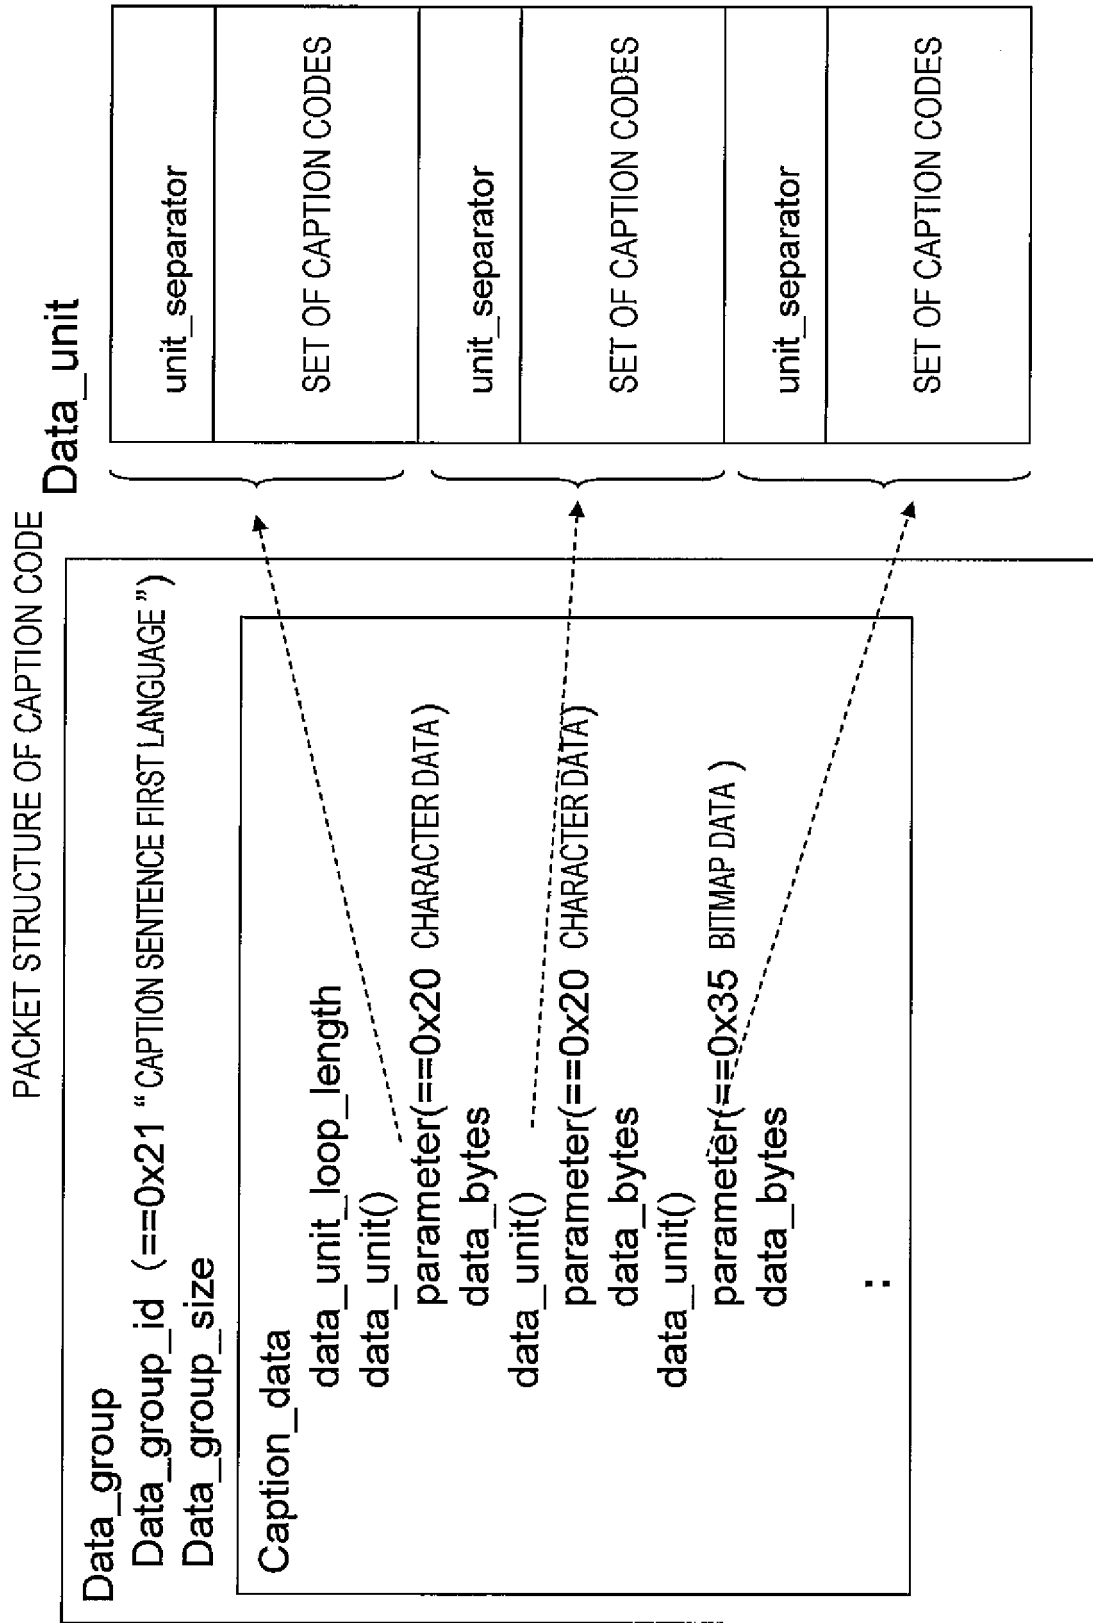 PACKET STRUCTURE OF CAPTION CODE
Data_group
Data_group_id (==0x21 “CAPTION SENTENCE FIRST LANGUAGE”)
Data_group_size
Caption_data
data_unit_loop_length
data_unit()
parameter(==0x20 CHARACTER DATA)
data_bytes
data_unit()
parameter(==0x20 CHARACTER DATA)
data_bytes
data_unit()
parameter(==0x35 BITMAP DATA)
data_bytes
:
Data_unit
unit_separator
SET OF CAPTION CODES
unit_separator
SET OF CAPTION CODES
unit_separator
SET OF CAPTION CODES